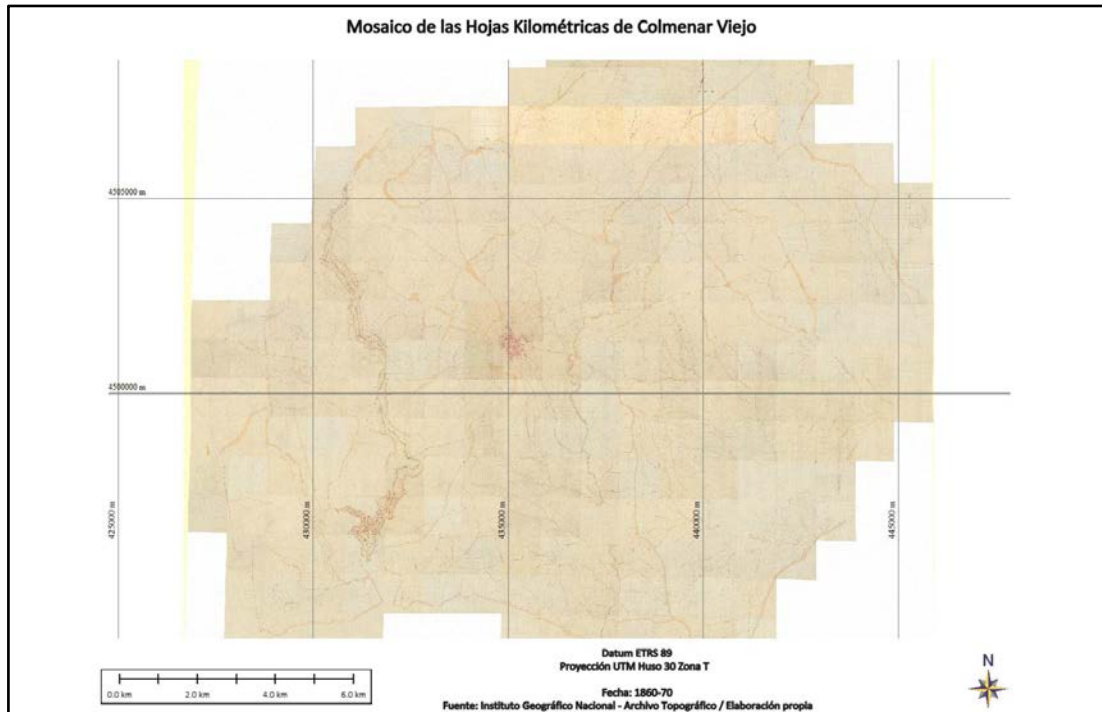 Mosaico de las Hojas Kilométricas de Colmenar Viejo
4505000 m
4500000 m
425000 m
430000 m
435000 m
440000 m
445000 m
0.0 km 2.0 km 4.0 km 6.0 km
Datum ETRS 89
Proyección UTM Huso 30 Zona T
Fecha: 1860-70
Fuente: Instituto Geográfico Nacional - Archivo Topográfico / Elaboración propia
N